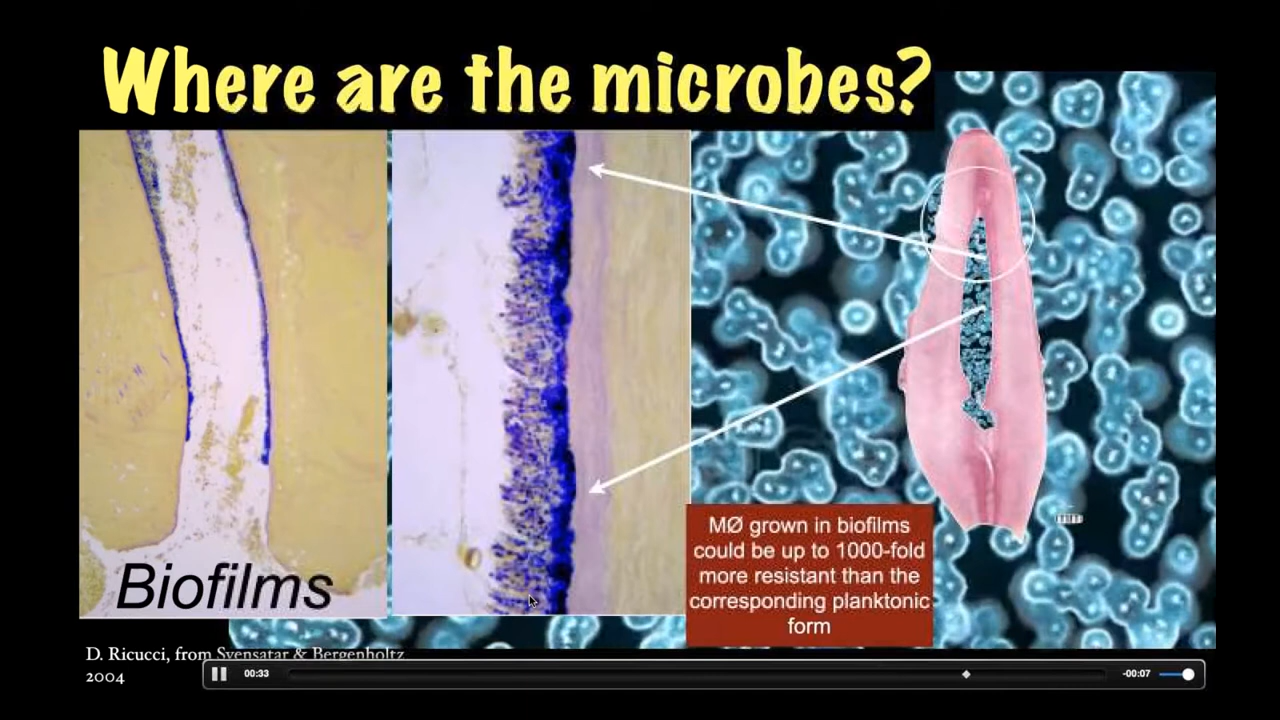 Where are the microbes?
Biofilms
MØ grown in biofilms
could be up to 1000-fold
more resistant than the
corresponding planktonic
form
D. Ricucci, from Svensatar & Bergenholtz
2004
00:33
-00:07